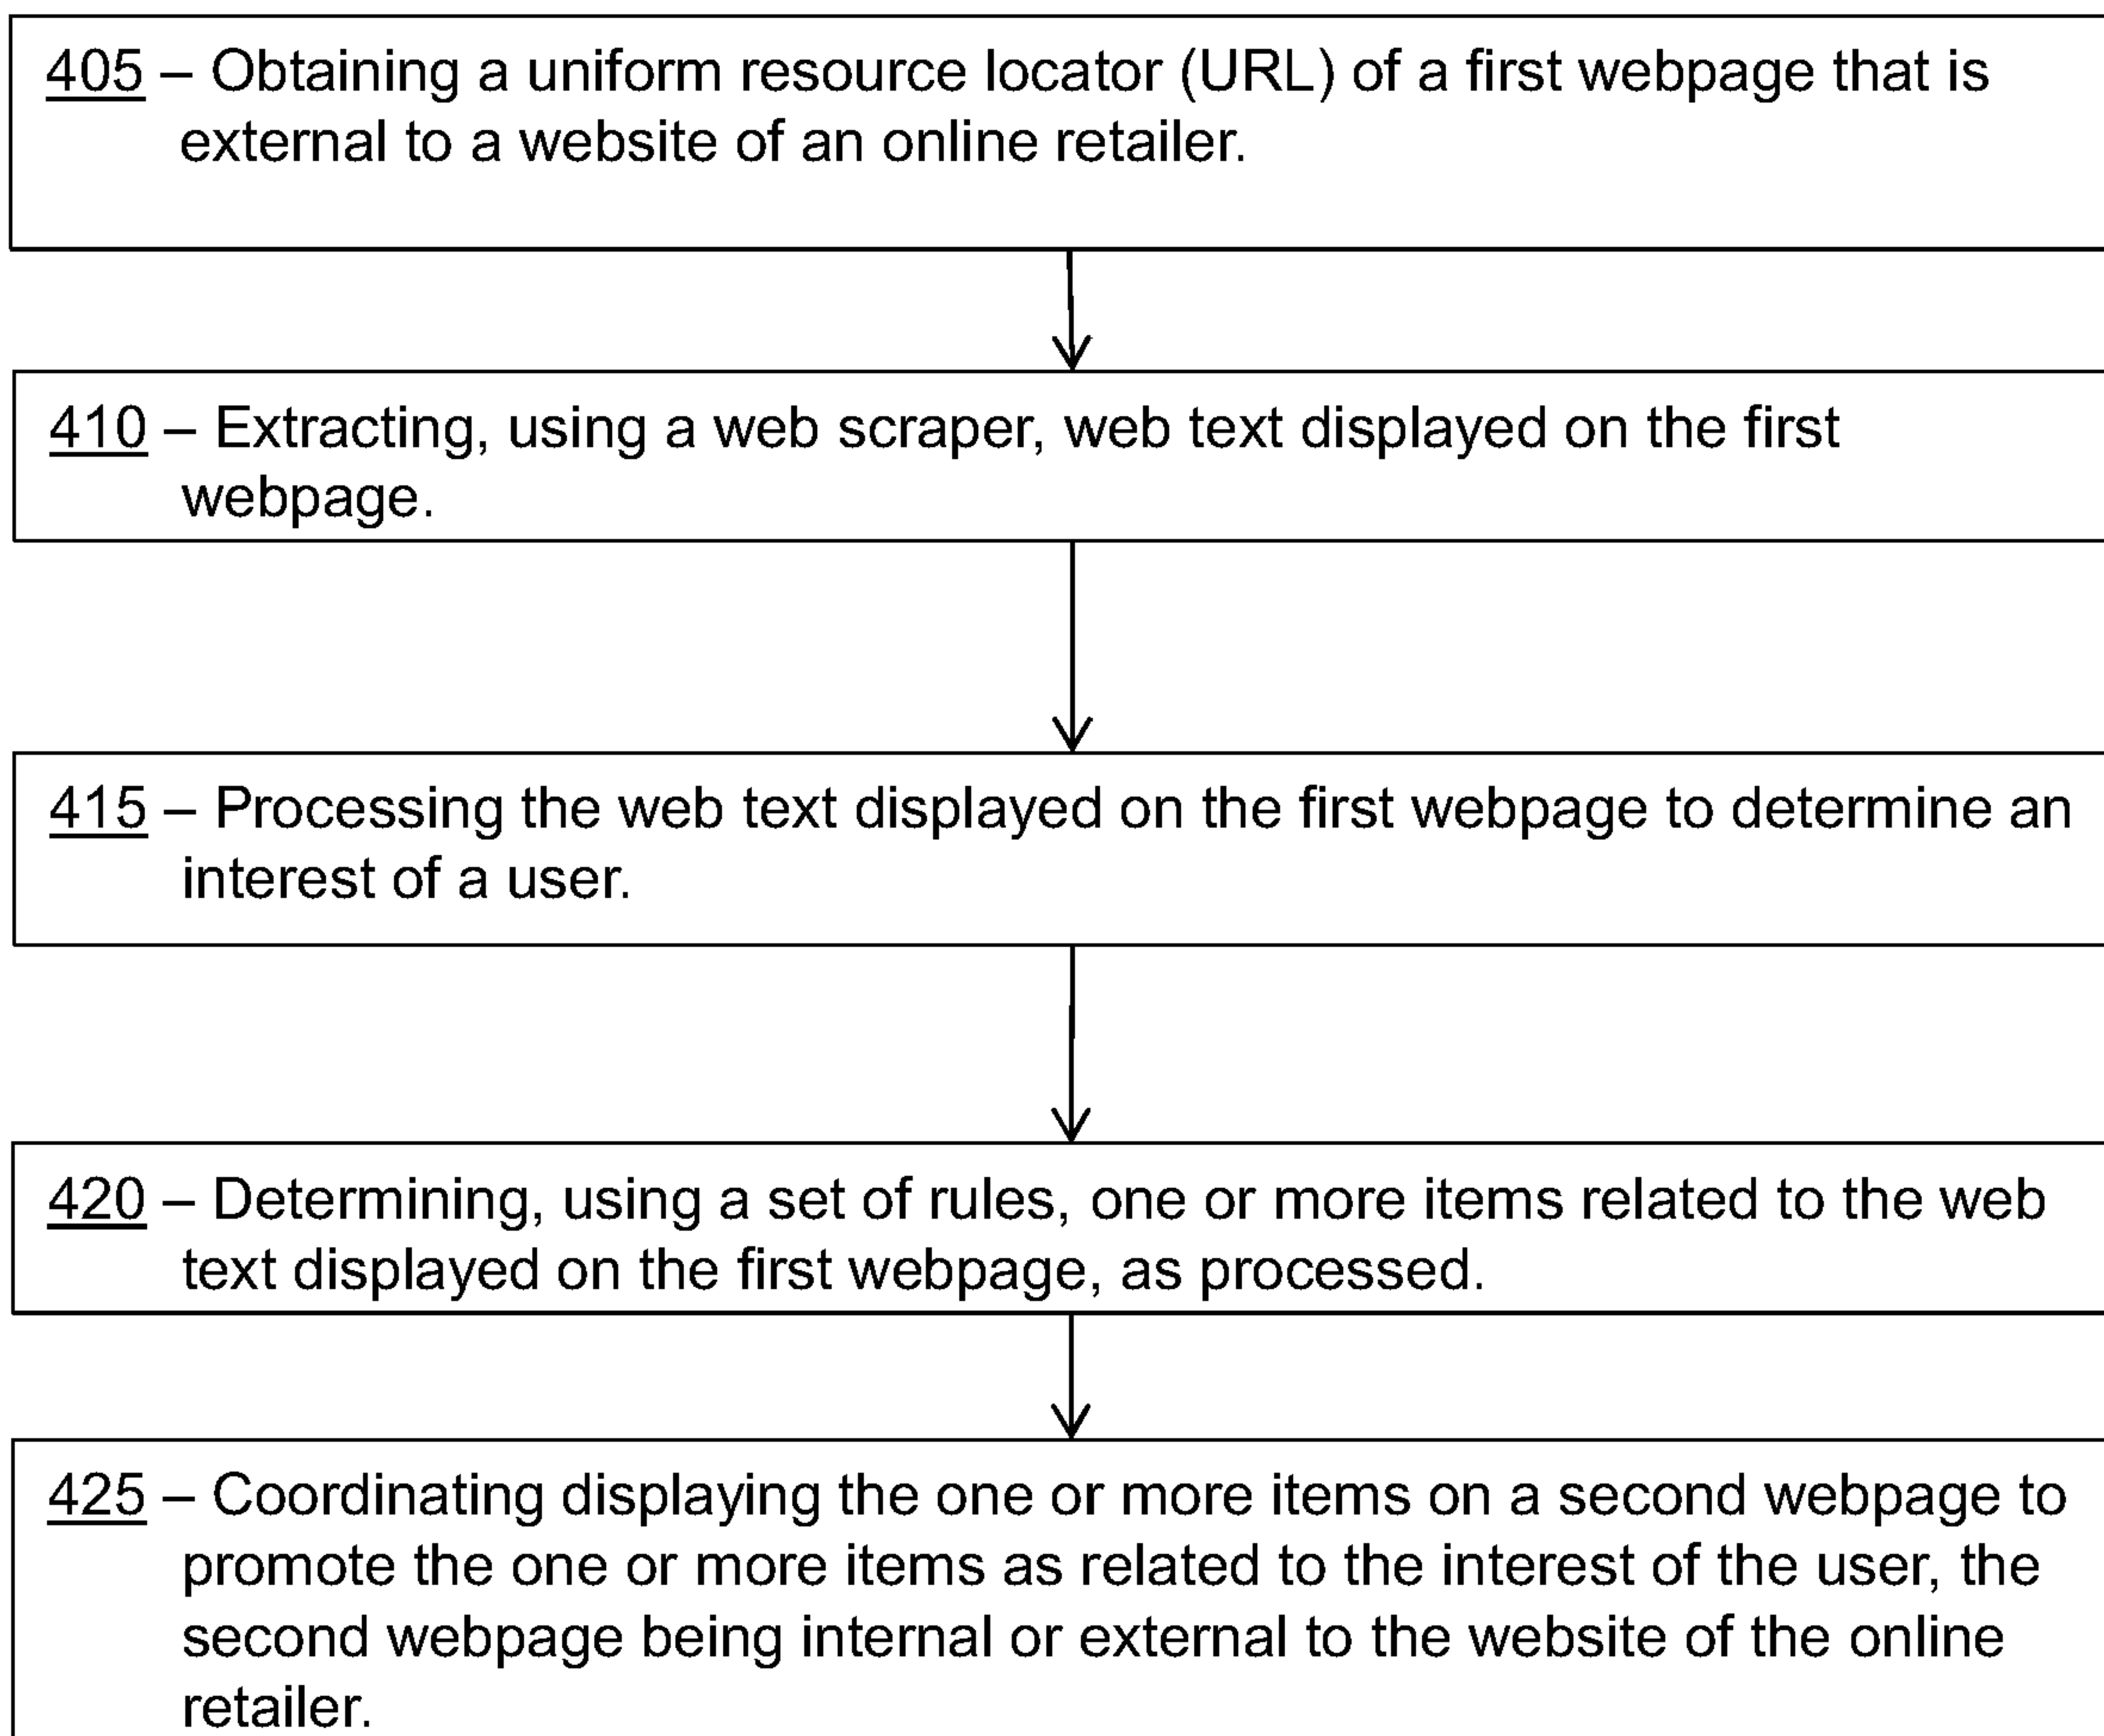 405 – Obtaining a uniform resource locator (URL) of a first webpage that is
external to a website of an online retailer.
410 – Extracting, using a web scraper, web text displayed on the first
webpage.
415 – Processing the web text displayed on the first webpage to determine an
interest of a user.
420 – Determining, using a set of rules, one or more items related to the web
text displayed on the first webpage, as processed.
425 – Coordinating displaying the one or more items on a second webpage to
promote the one or more items as related to the interest of the user, the
second webpage being internal or external to the website of the online
retailer.